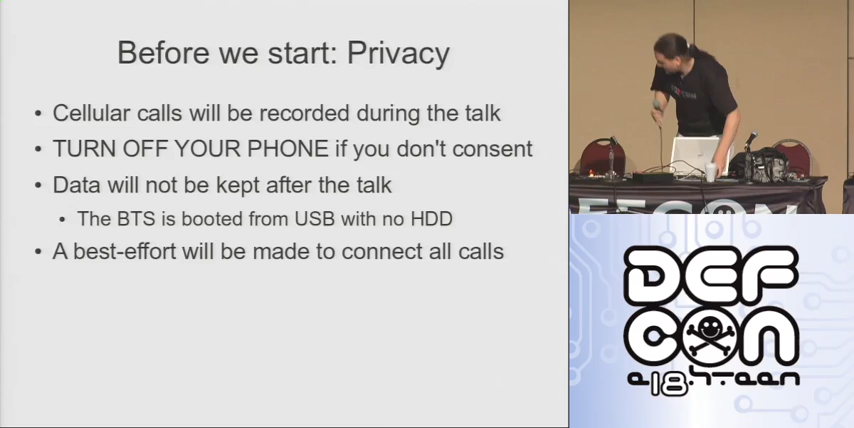 Before we start: Privacy
• Cellular calls will be recorded during the talk
• TURN OFF YOUR PHONE if you don't consent
• Data will not be kept after the talk
• The BTS is booted from USB with no HDD
• A best-effort will be made to connect all calls
DEF
CON
e18h-teen